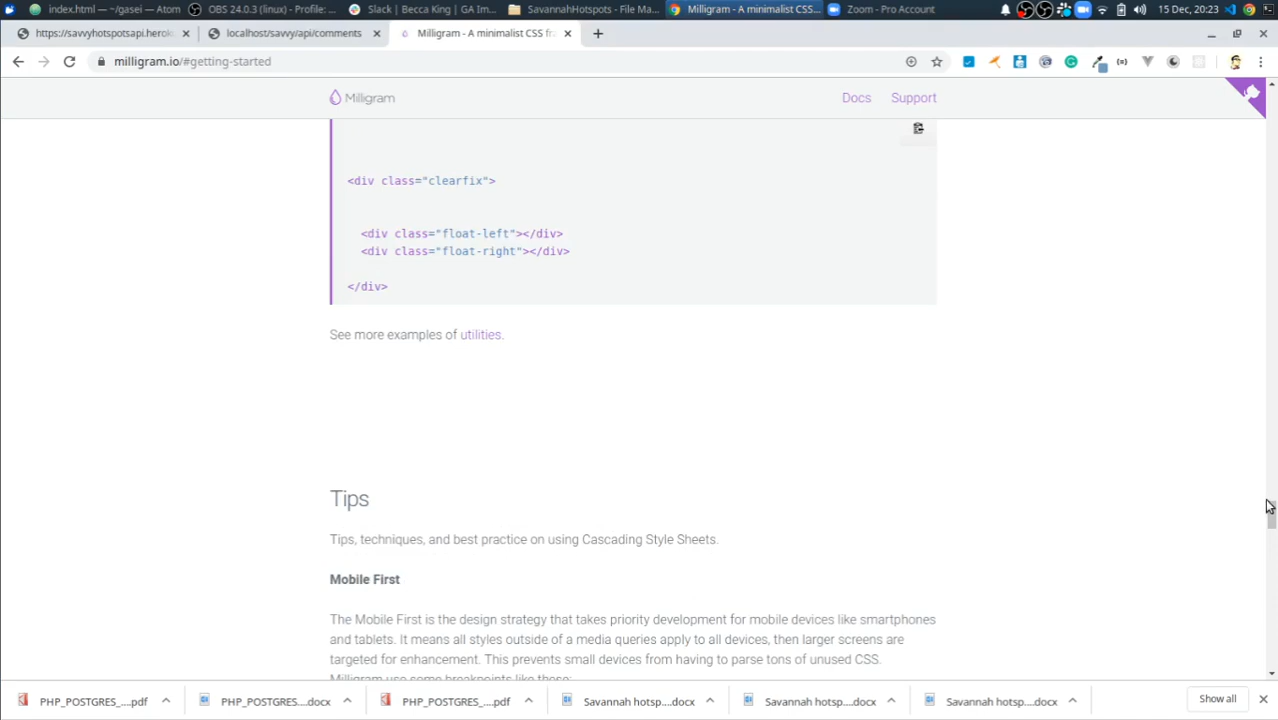 index.html — ~/gasei — Atom
OBS 24.0.3 (linux) - Profile: ...
Slack | Becca King | GA Im...
SavannahHotspots - File Ma...
Milligram - A minimalist CSS...
Zoom - Pro Account
15 Dec, 20:23
https://savvyhotspotsapi.herok
localhost/savvy/api/comments
Milligram - A minimalist CSS fra
milligram.io/#getting-started
Milligram
Docs
Support
<div class="clearfix">
<div class="float-left"></div>
<div class="float-right"></div>
</div>
See more examples of utilities.
Tips
Tips, techniques, and best practice on using Cascading Style Sheets.
Mobile First
The Mobile First is the design strategy that takes priority development for mobile devices like smartphones
and tablets. It means all styles outside of a media queries apply to all devices, then larger screens are
targeted for enhancement. This prevents small devices from having to parse tons of unused CSS.
Milligram use some breakpoints like these:
PHP_POSTGRES_....pdf
PHP_POSTGRES_...docx
PHP_POSTGRES_....pdf
Savannah hotsp....docx
Savannah hotsp....docx
Savannah hotsp....docx
Show all